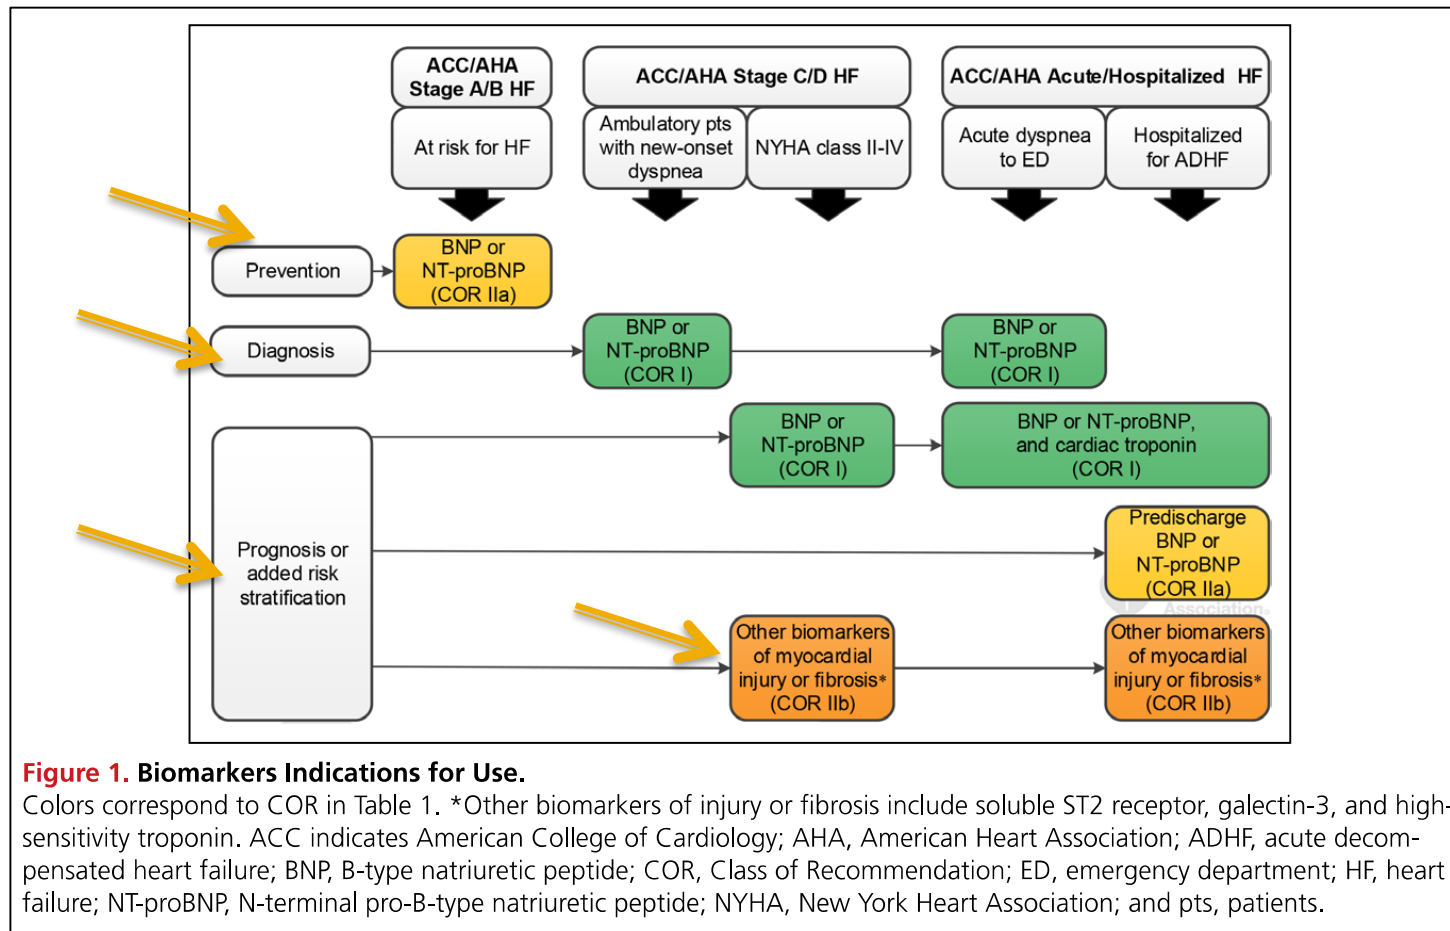 ACC/AHA
Stage A/B HF
ACC/AHA Stage C/D HF
ACC/AHA Acute/Hospitalized HF
At risk for HF
Ambulatory pts
with new-onset
dyspnea
NYHA class II-IV
Acute dyspnea
to ED
Hospitalized
for ADHF
Prevention
BNP or
NT-proBNP
(COR IIa)
Diagnosis
BNP or
NT-proBNP
(COR I)
BNP or
NT-proBNP
(COR I)
Prognosis or
added risk
stratification
BNP or
NT-proBNP
(COR I)
BNP or NT-proBNP,
and cardiac troponin
(COR I)
Predischarge
BNP or
NT-proBNP
(COR IIa)
Association®
Other biomarkers
of myocardial
injury or fibrosis*
(COR IIb)
Other biomarkers
of myocardial
injury or fibrosis*
(COR IIb)
Figure 1. Biomarkers Indications for Use.
Colors correspond to COR in Table 1. *Other biomarkers of injury or fibrosis include soluble ST2 receptor, galectin-3, and high-
sensitivity troponin. ACC indicates American College of Cardiology; AHA, American Heart Association; ADHF, acute decom-
pensated heart failure; BNP, B-type natriuretic peptide; COR, Class of Recommendation; ED, emergency department; HF, heart
failure; NT-proBNP, N-terminal pro-B-type natriuretic peptide; NYHA, New York Heart Association; and pts, patients.